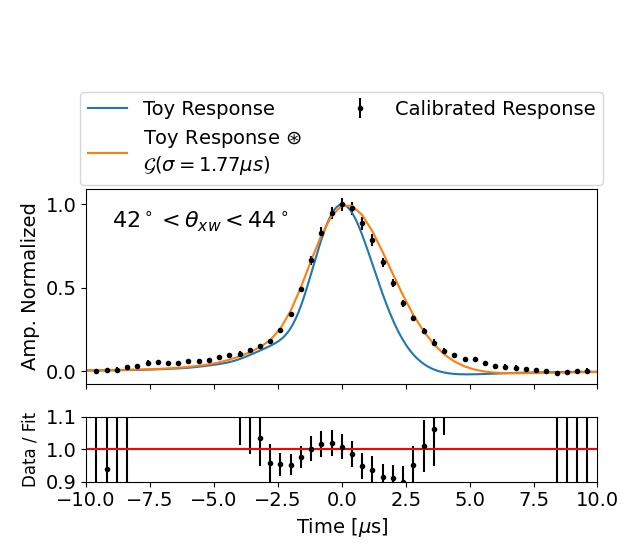 Toy Response
Calibrated Response
Toy Response ⊛
𝒢(σ = 1.77μs)
42° < θxw < 44°
Amp. Normalized
1.0
0.5
0.0
Data / Fit
1.1
1.0
0.9
−10.0 −7.5 −5.0 −2.5 0.0 2.5 5.0 7.5 10.0
Time [μs]